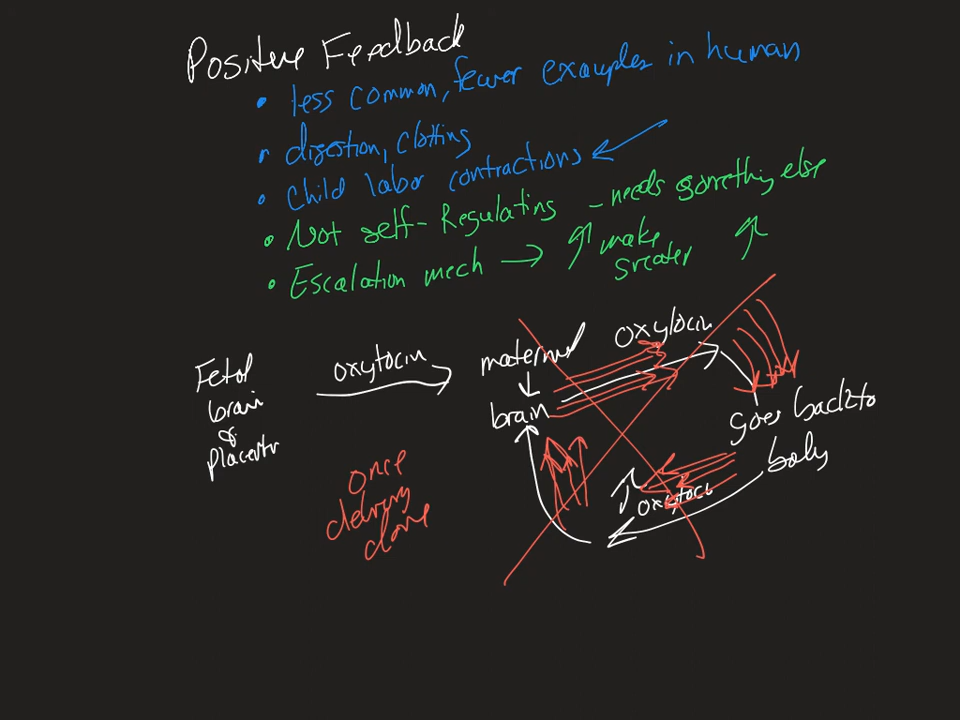 Positive Feedback
• less common, fewer examples in human
• digestion, clotting
• Child labor contractions
• Not self-Regulating - needs something else
• Escalation mech → ↑ make greater ↑
Fetal brain & placenta
oxytocin
maternal
brain
oxytocin
goes back to
body
↑ oxytoci
once
delivery
done